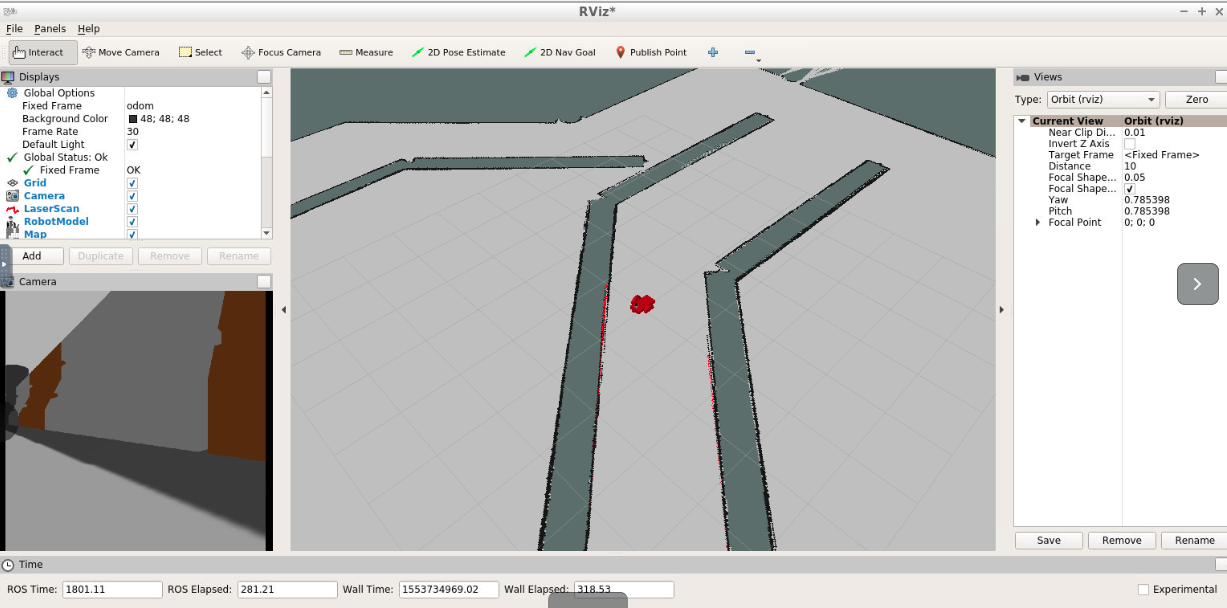 RViz*
File Panels Help
Interact Move Camera Select Focus Camera Measure 2D Pose Estimate 2D Nav Goal Publish Point
Displays
Global Options
Fixed Frame odom
Background Color 48; 48; 48
Frame Rate 30
Default Light
Global Status: Ok
Fixed Frame OK
Grid
Camera
LaserScan
RobotModel
Map
Add Duplicate Remove Rename
Camera
Views
Type: Orbit (rviz) Zero
Current View Orbit (rviz)
Near Clip Di... 0.01
Invert Z Axis
Target Frame <Fixed Frame>
Distance 10
Focal Shape... 0.05
Focal Shape...
Yaw 0.785398
Pitch 0.785398
Focal Point 0; 0; 0
Save Remove Rename
Time
ROS Time: 1801.11 ROS Elapsed: 281.21 Wall Time: 1553734969.02 Wall Elapsed: 318.53 Experimental